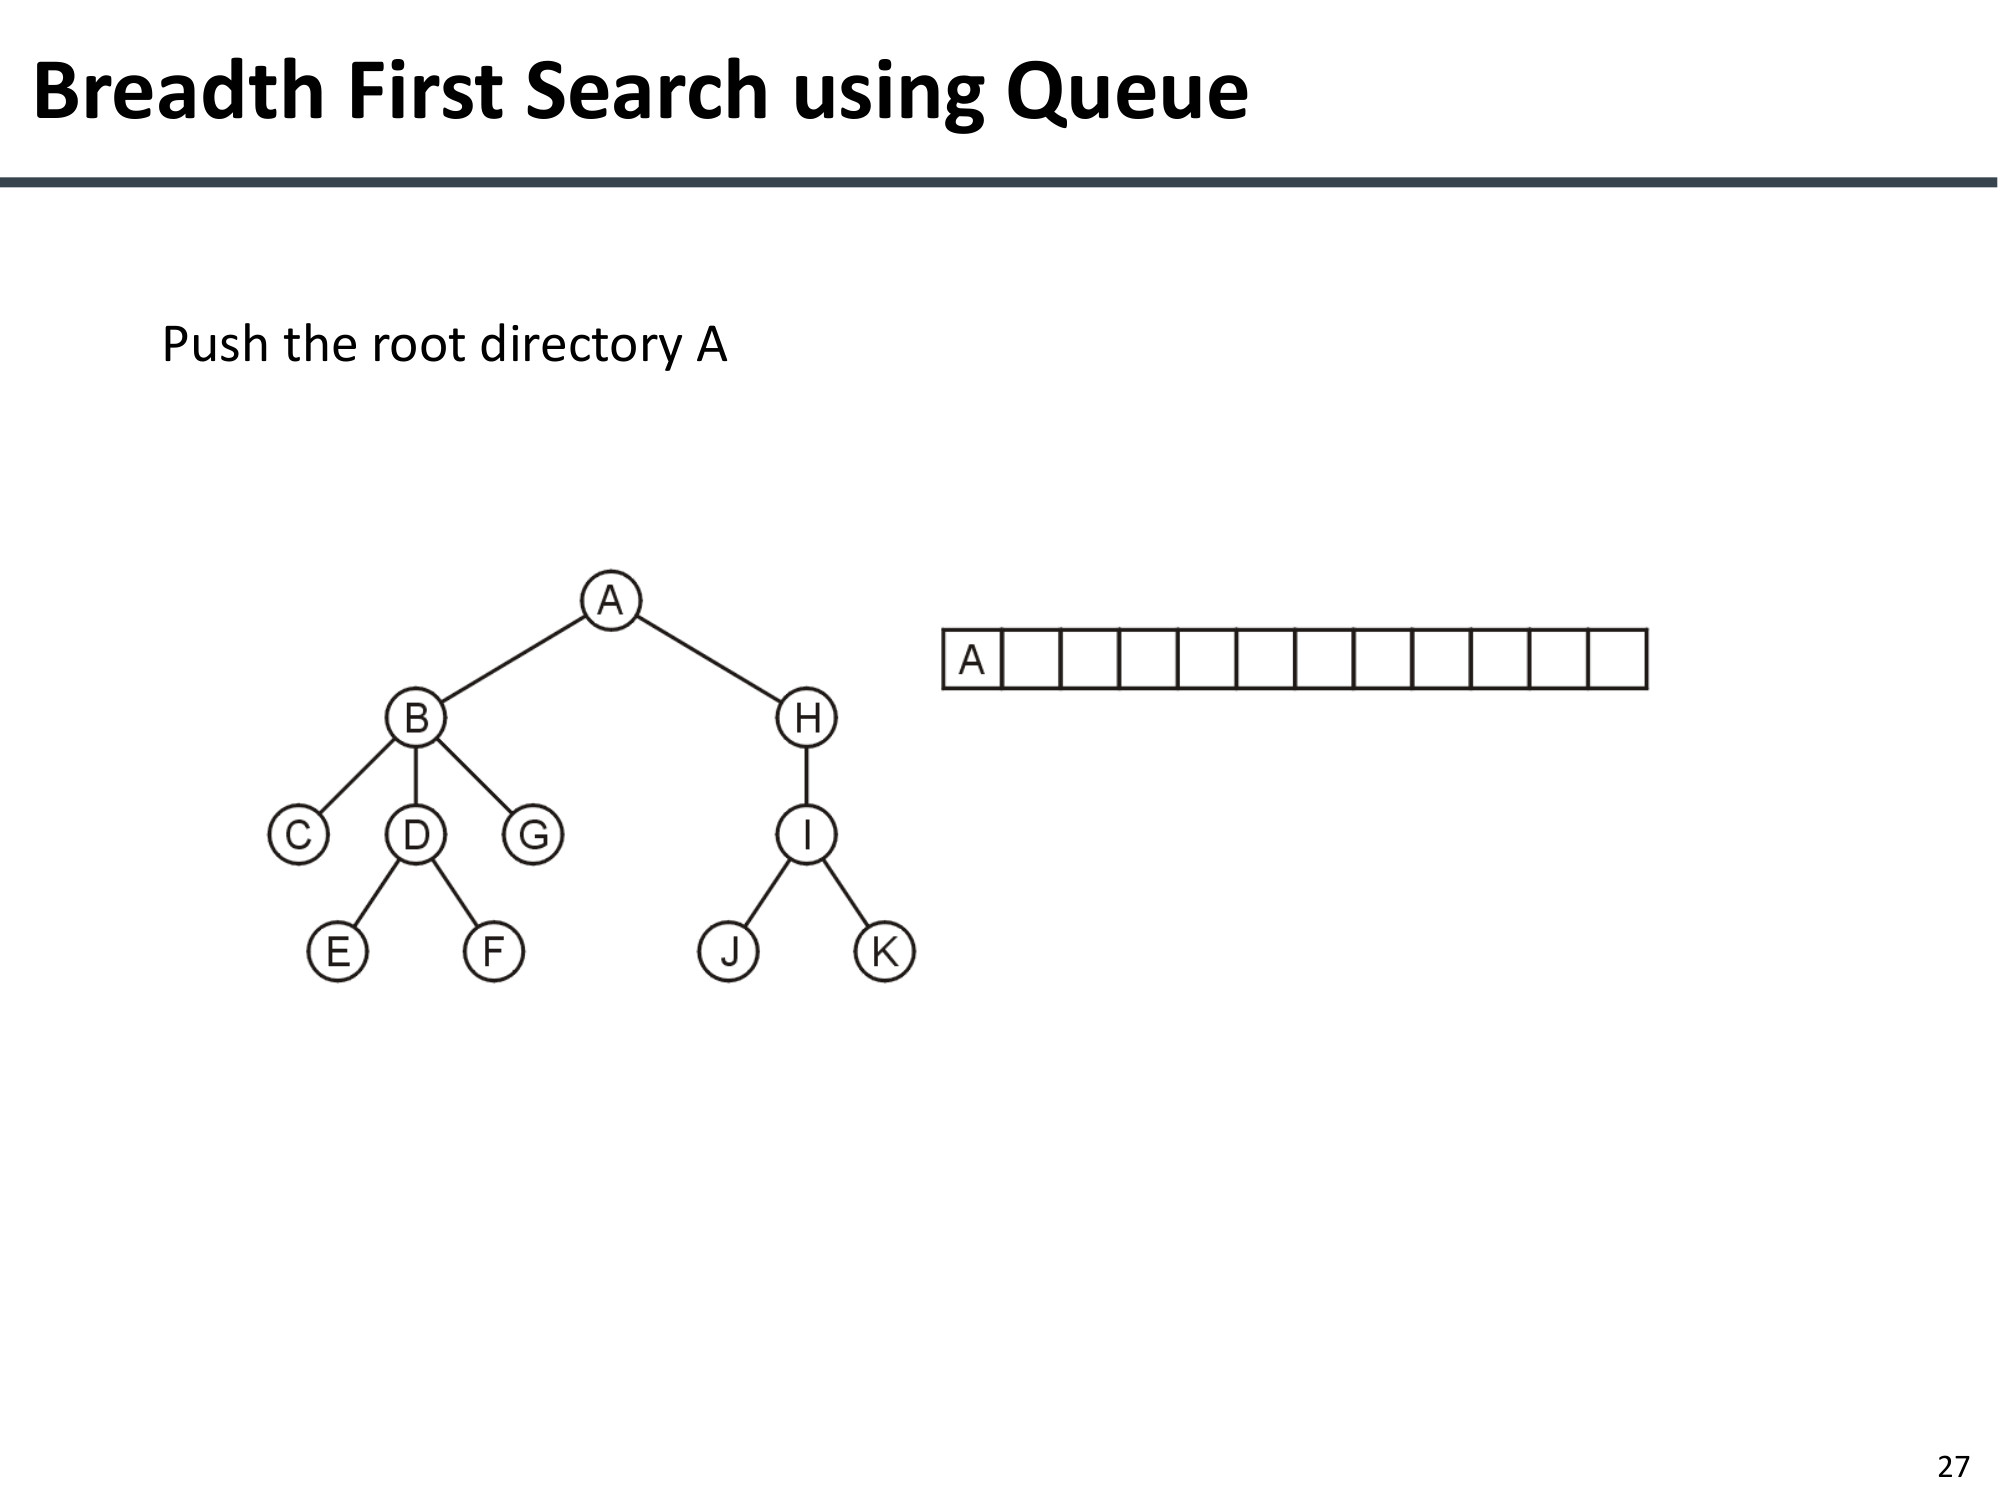 Breadth First Search using Queue
Push the root directory A
A
A
B
H
C
D
G
I
E
F
J
K
27